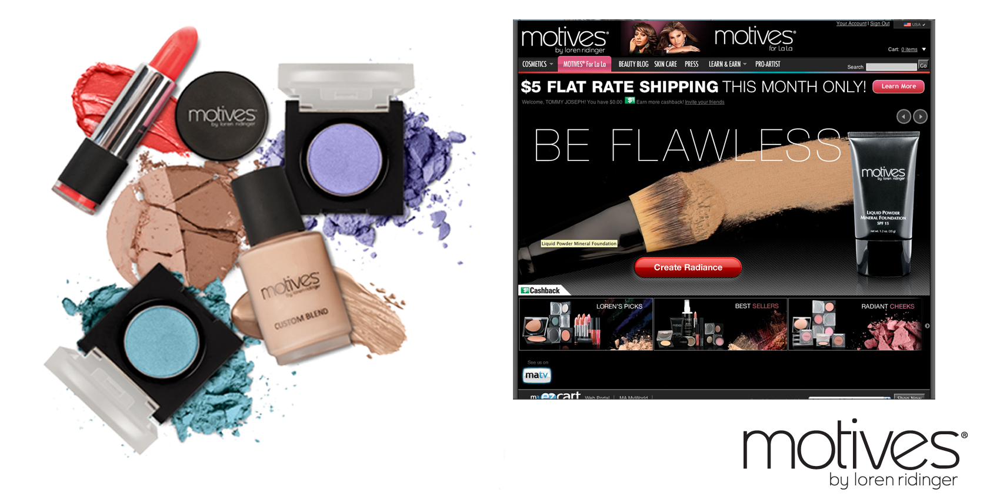 motives
by loren ridinger
motives
by loren ridinger
CUSTOM BLEND
motives®
by loren ridinger
motives®
for La La
Your Account | Sign Out
USA
Cart: 0 items
COSMETICS
MOTIVES® For La La
BEAUTY BLOG
SKIN CARE
PRESS
LEARN & EARN
PRO-ARTIST
Search
Go
$5 FLAT RATE SHIPPING THIS MONTH ONLY!
Learn More
Welcome, TOMMY JOSEPH! You have $0.00
Earn more cashback! Invite your friends
BE FLAWLESS
motives
by loren ridinger
LIQUID POWDER
MINERAL FOUNDATION
SPF 15
net wt. 1.2 oz. (35 g)
Liquid Powder Mineral Foundation
Create Radiance
$ Cashback
LOREN'S PICKS
BEST SELLERS
RADIANT CHEEKS
See us on
matv
ma ezcart
Web Portal | MA MyWorld |
Shop Now
motives®
by loren ridinger